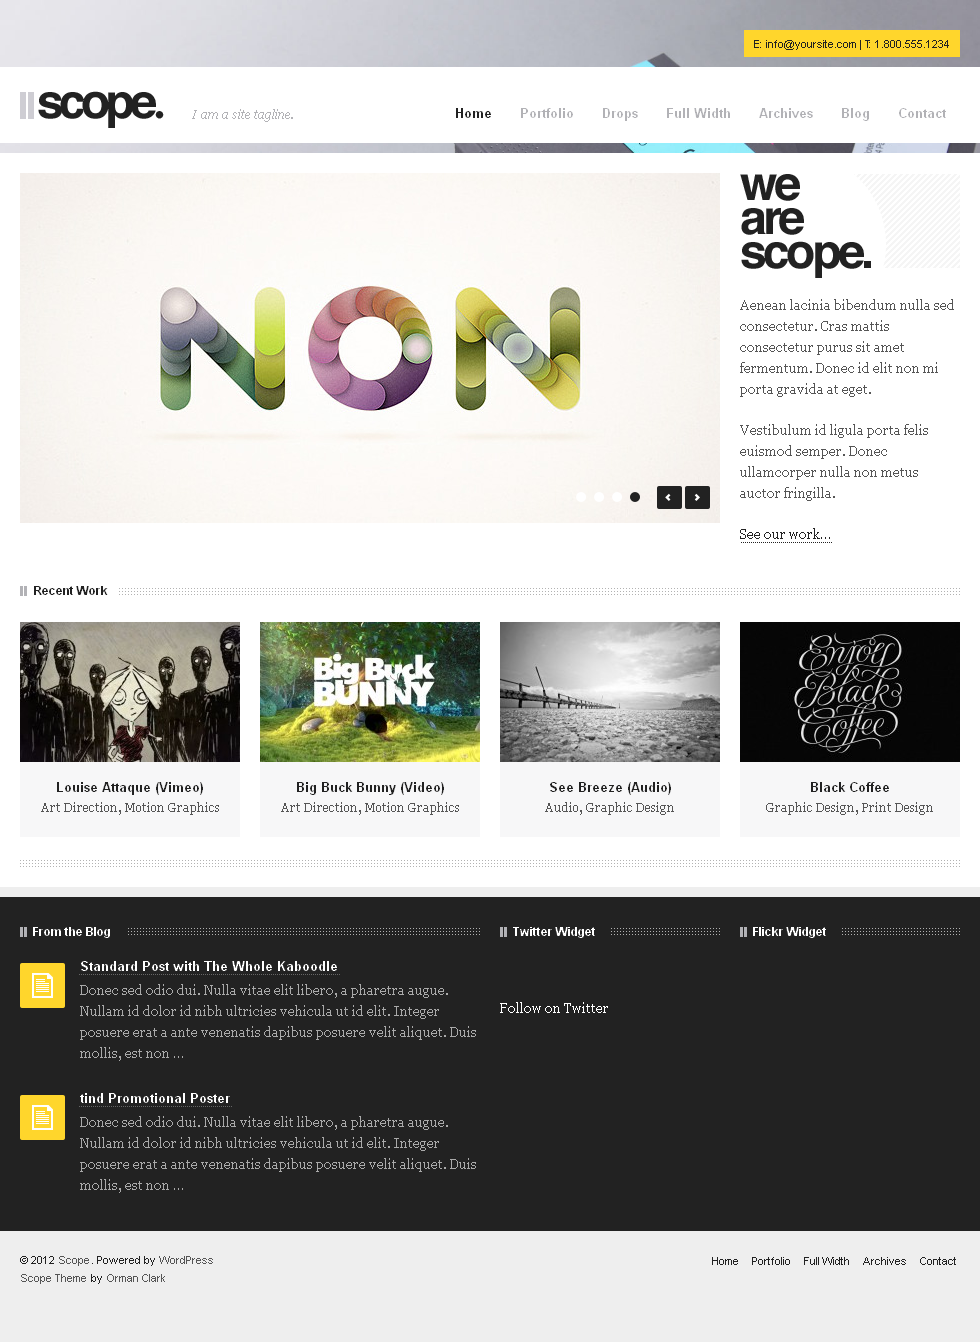 E: info@yoursite.com | T: 1.800.555.1234
scope.
I am a site tagline.
Home Portfolio Drops Full Width Archives Blog Contact
NON
we
are
scope.
Aenean lacinia bibendum nulla sed
consectetur. Cras mattis
consectetur purus sit amet
fermentum. Donec id elit non mi
porta gravida at eget.
Vestibulum id ligula porta felis
euismod semper. Donec
ullamcorper nulla non metus
auctor fringilla.
See our work...
Recent Work
Big Buck
BUNNY
Enjoy
Black
Coffee
Louise Attaque (Vimeo)
Art Direction, Motion Graphics
Big Buck Bunny (Video)
Art Direction, Motion Graphics
See Breeze (Audio)
Audio, Graphic Design
Black Coffee
Graphic Design, Print Design
From the Blog
Standard Post with The Whole Kaboodle
Donec sed odio dui. Nulla vitae elit libero, a pharetra augue.
Nullam id dolor id nibh ultricies vehicula ut id elit. Integer
posuere erat a ante venenatis dapibus posuere velit aliquet. Duis
mollis, est non ...
tind Promotional Poster
Donec sed odio dui. Nulla vitae elit libero, a pharetra augue.
Nullam id dolor id nibh ultricies vehicula ut id elit. Integer
posuere erat a ante venenatis dapibus posuere velit aliquet. Duis
mollis, est non ...
Twitter Widget
Follow on Twitter
Flickr Widget
© 2012 Scope. Powered by WordPress
Scope Theme by Orman Clark
Home Portfolio Full Width Archives Contact